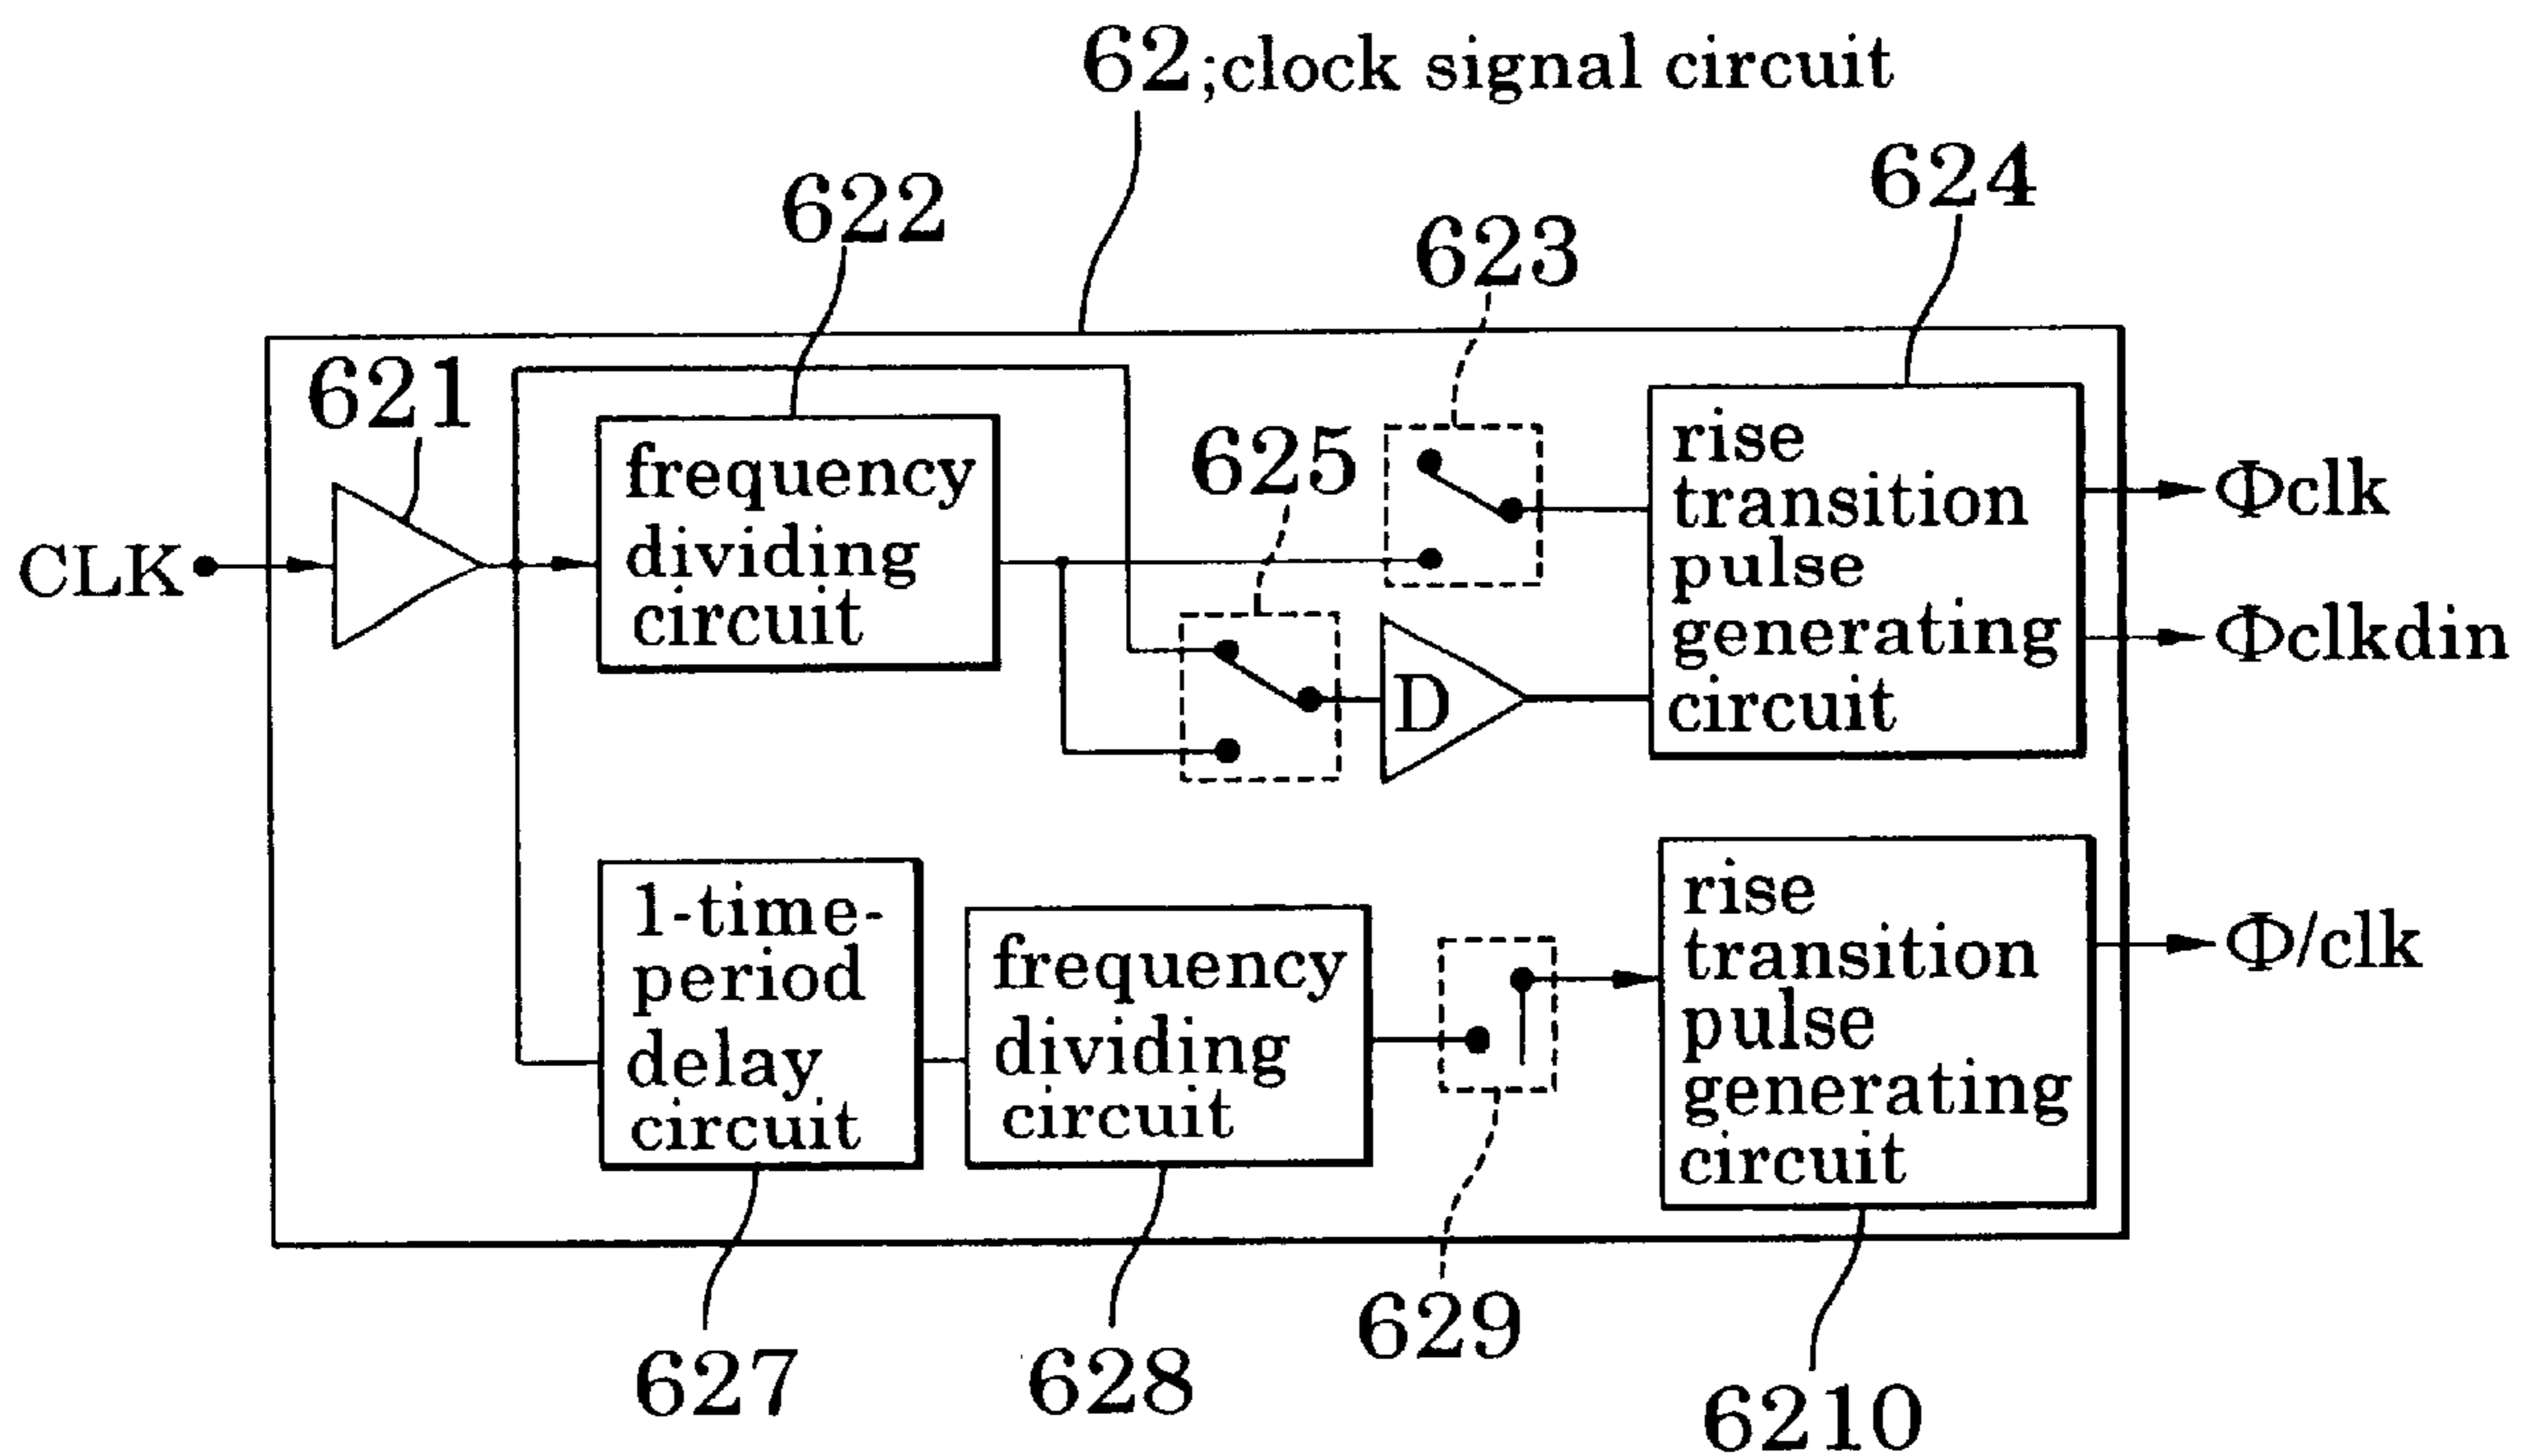 62;clock signal circuit
622
624
623
621
625
frequency
dividing
circuit
rise
transition
pulse
generating
circuit
CLK
Φclk
Φclkdin
D
1-time-
period
delay
circuit
frequency
dividing
circuit
rise
transition
pulse
generating
circuit
Φ/clk
627
628
629
6210